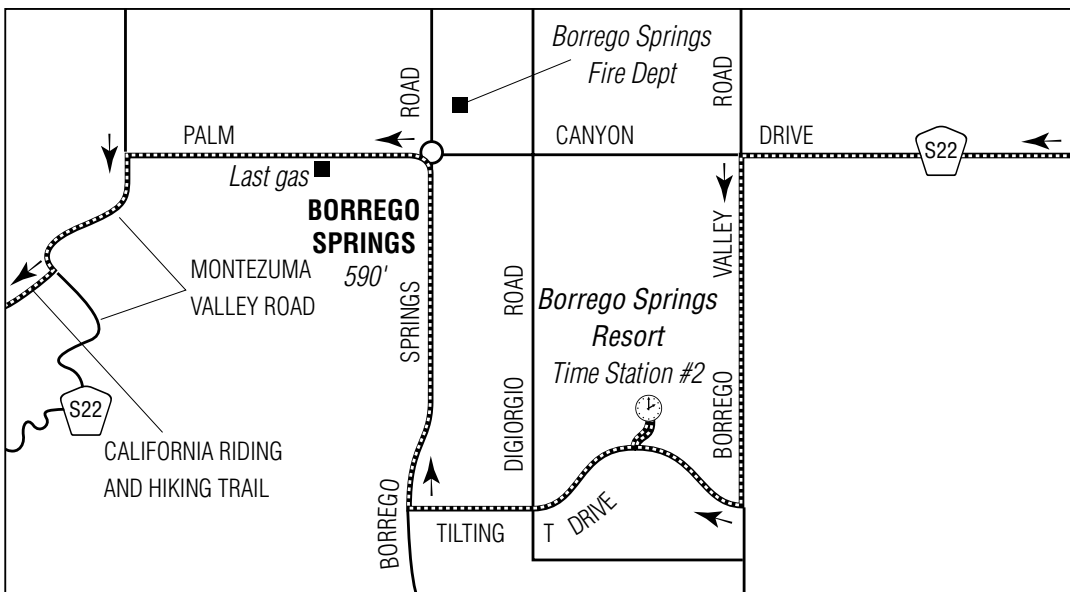 Borrego Springs
Fire Dept
ROAD
ROAD
PALM
CANYON
DRIVE
S22
Last gas
BORREGO
SPRINGS
590'
VALLEY
MONTEZUMA
VALLEY ROAD
SPRINGS
ROAD
Borrego Springs
Resort
Time Station #2
S22
DIGIORGIO
BORREGO
CALIFORNIA RIDING
AND HIKING TRAIL
BORREGO
TILTING
T
DRIVE